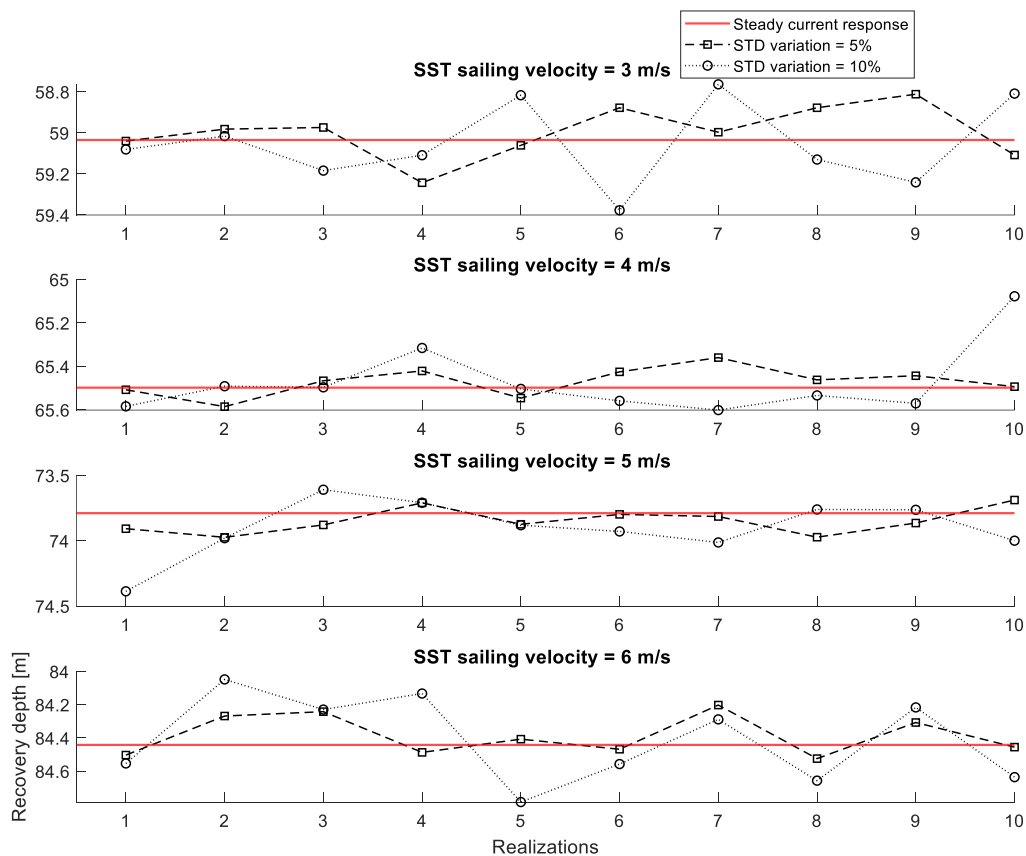 Steady current response
STD variation = 5%
STD variation = 10%
SST sailing velocity = 3 m/s
58.8
59
59.2
59.4
1 2 3 4 5 6 7 8 9 10
SST sailing velocity = 4 m/s
65
65.2
65.4
65.6
1 2 3 4 5 6 7 8 9 10
SST sailing velocity = 5 m/s
73.5
74
74.5
1 2 3 4 5 6 7 8 9 10
SST sailing velocity = 6 m/s
84
84.2
84.4
84.6
1 2 3 4 5 6 7 8 9 10
Recovery depth [m]
Realizations